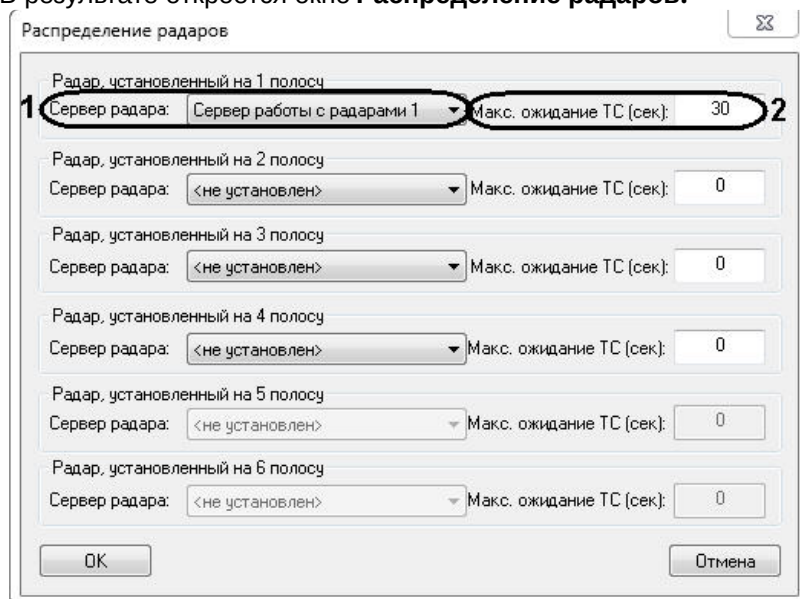 В результате откроется окно Распределение радаров.
Распределение радаров
Радар, установленный на 1 полосу
1 Сервер радара: Сервер работы с радарами 1 Макс. ожидание ТС (сек): 30 2
Радар, установленный на 2 полосу
Сервер радара: <не установлен> Макс. ожидание ТС (сек): 0
Радар, установленный на 3 полосу
Сервер радара: <не установлен> Макс. ожидание ТС (сек): 0
Радар, установленный на 4 полосу
Сервер радара: <не установлен> Макс. ожидание ТС (сек): 0
Радар, установленный на 5 полосу
Сервер радара: <не установлен> Макс. ожидание ТС (сек): 0
Радар, установленный на 6 полосу
Сервер радара: <не установлен> Макс. ожидание ТС (сек): 0
OK Отмена